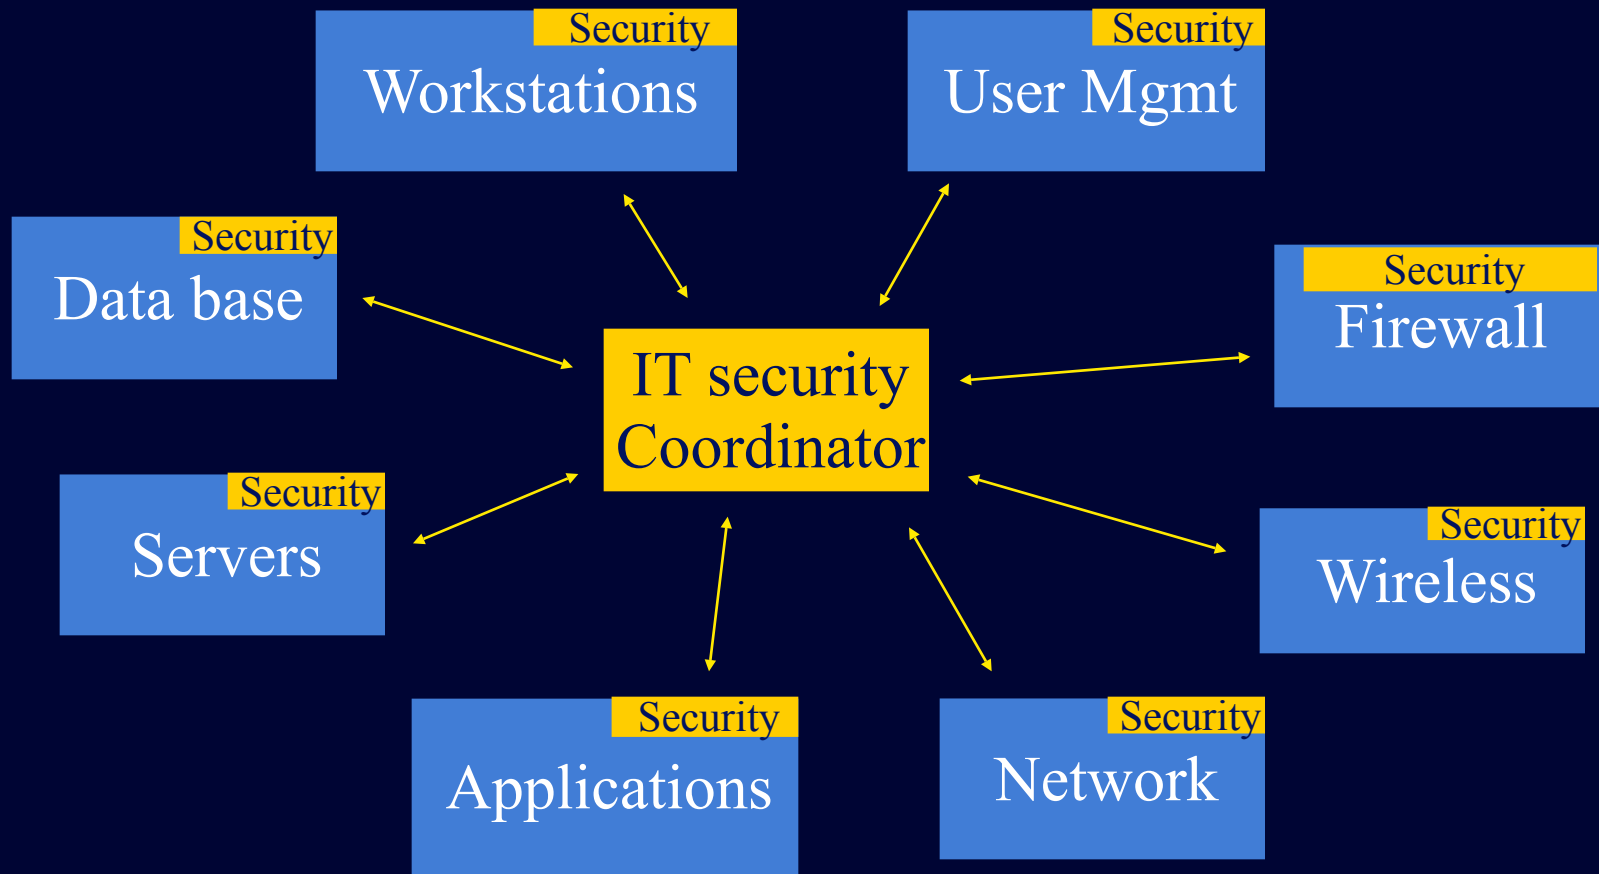 Security
Workstations
Security
User Mgmt
Security
Data base
Security
Firewall
IT security
Coordinator
Security
Servers
Security
Wireless
Security
Applications
Security
Network